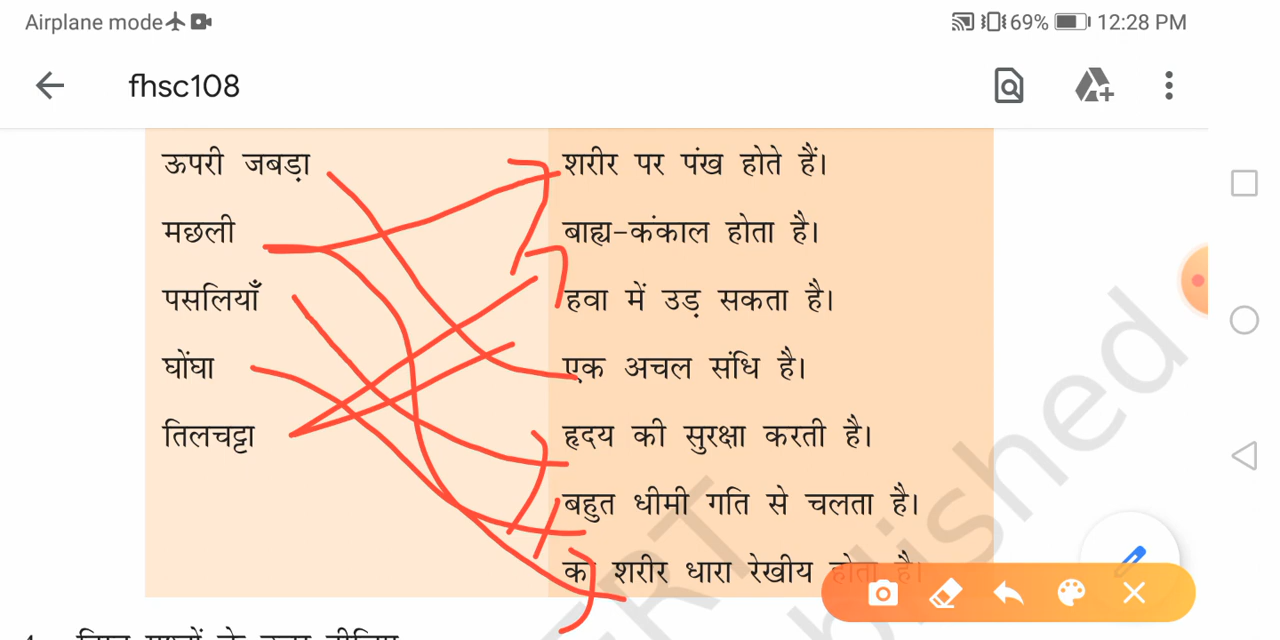 Airplane mode 69% 12:28 PM
fhsc108
ऊपरी जबड़ा शरीर पर पंख होते हैं।
मछली बाह्य-कंकाल होता है।
पसलियाँ हवा में उड़ सकता है।
घोंघा एक अचल संधि है।
तिलचट्टा हृदय की सुरक्षा करती है।
बहुत धीमी गति से चलता है।
का शरीर धारा रेखीय होता है।